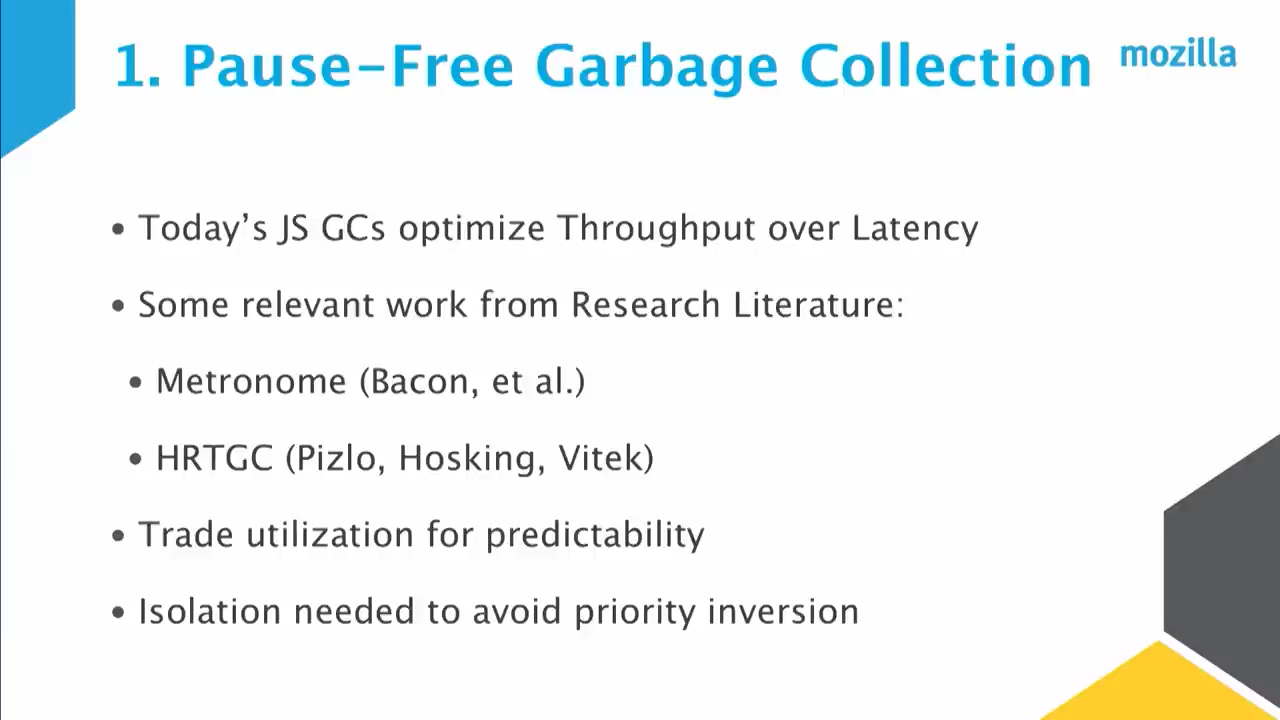 1. Pause-Free Garbage Collection
mozilla
• Today's JS GCs optimize Throughput over Latency
• Some relevant work from Research Literature:
• Metronome (Bacon, et al.)
• HRTGC (Pizlo, Hosking, Vitek)
• Trade utilization for predictability
• Isolation needed to avoid priority inversion